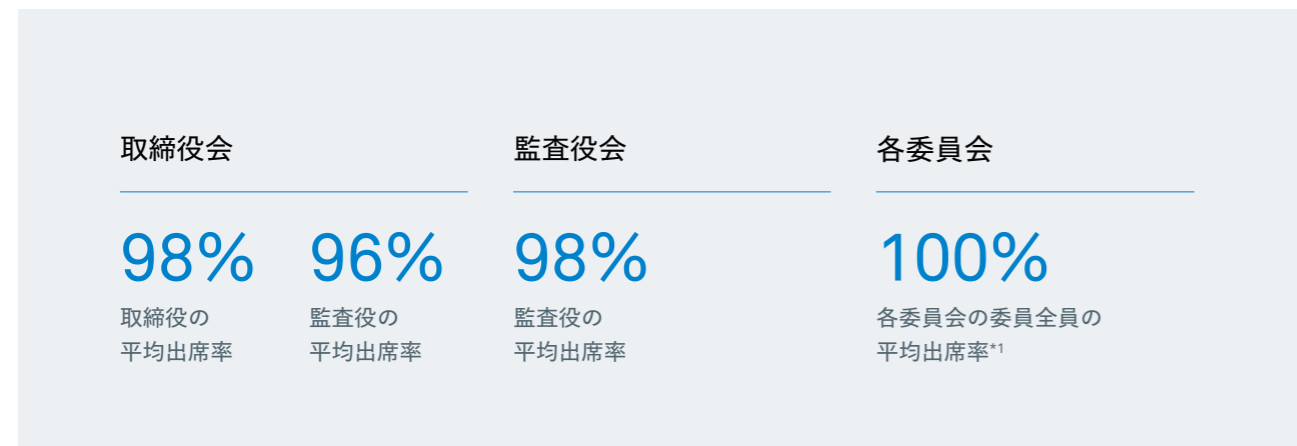 取締役会
98%
取締役の
平均出席率
96%
監査役の
平均出席率
監査役会
98%
監査役の
平均出席率
各委員会
100%
各委員会の委員全員の
平均出席率*1